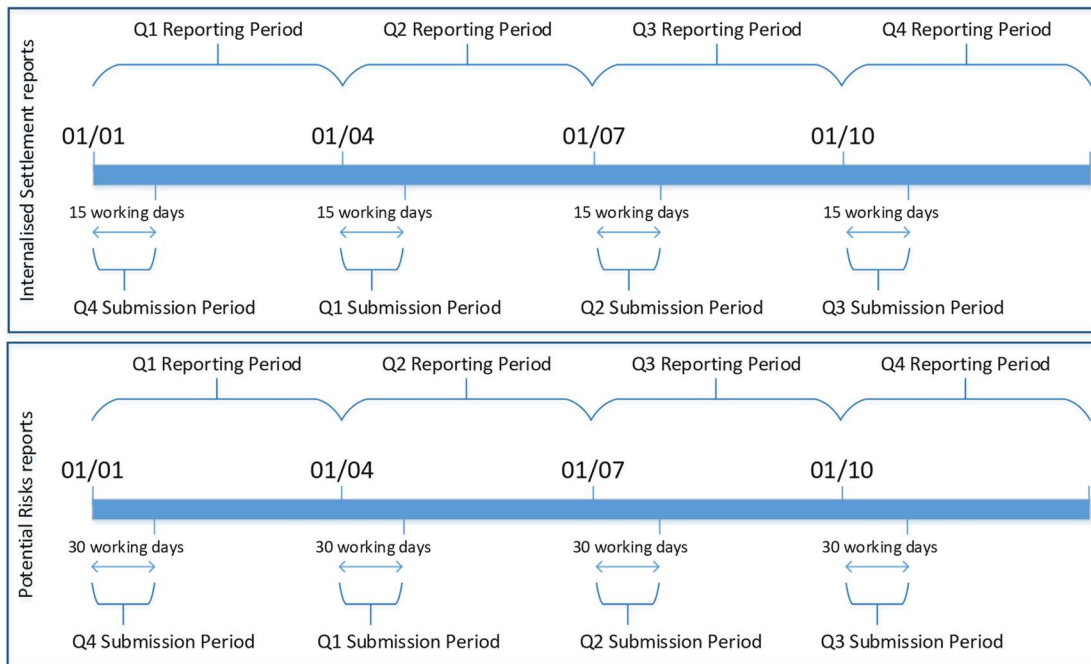 Internalised Settlement reports
Q1 Reporting Period
Q2 Reporting Period
Q3 Reporting Period
Q4 Reporting Period
01/01
01/04
01/07
01/10
15 working days
15 working days
15 working days
15 working days
Q4 Submission Period
Q1 Submission Period
Q2 Submission Period
Q3 Submission Period
Potential Risks reports
Q1 Reporting Period
Q2 Reporting Period
Q3 Reporting Period
Q4 Reporting Period
01/01
01/04
01/07
01/10
30 working days
30 working days
30 working days
30 working days
Q4 Submission Period
Q1 Submission Period
Q2 Submission Period
Q3 Submission Period